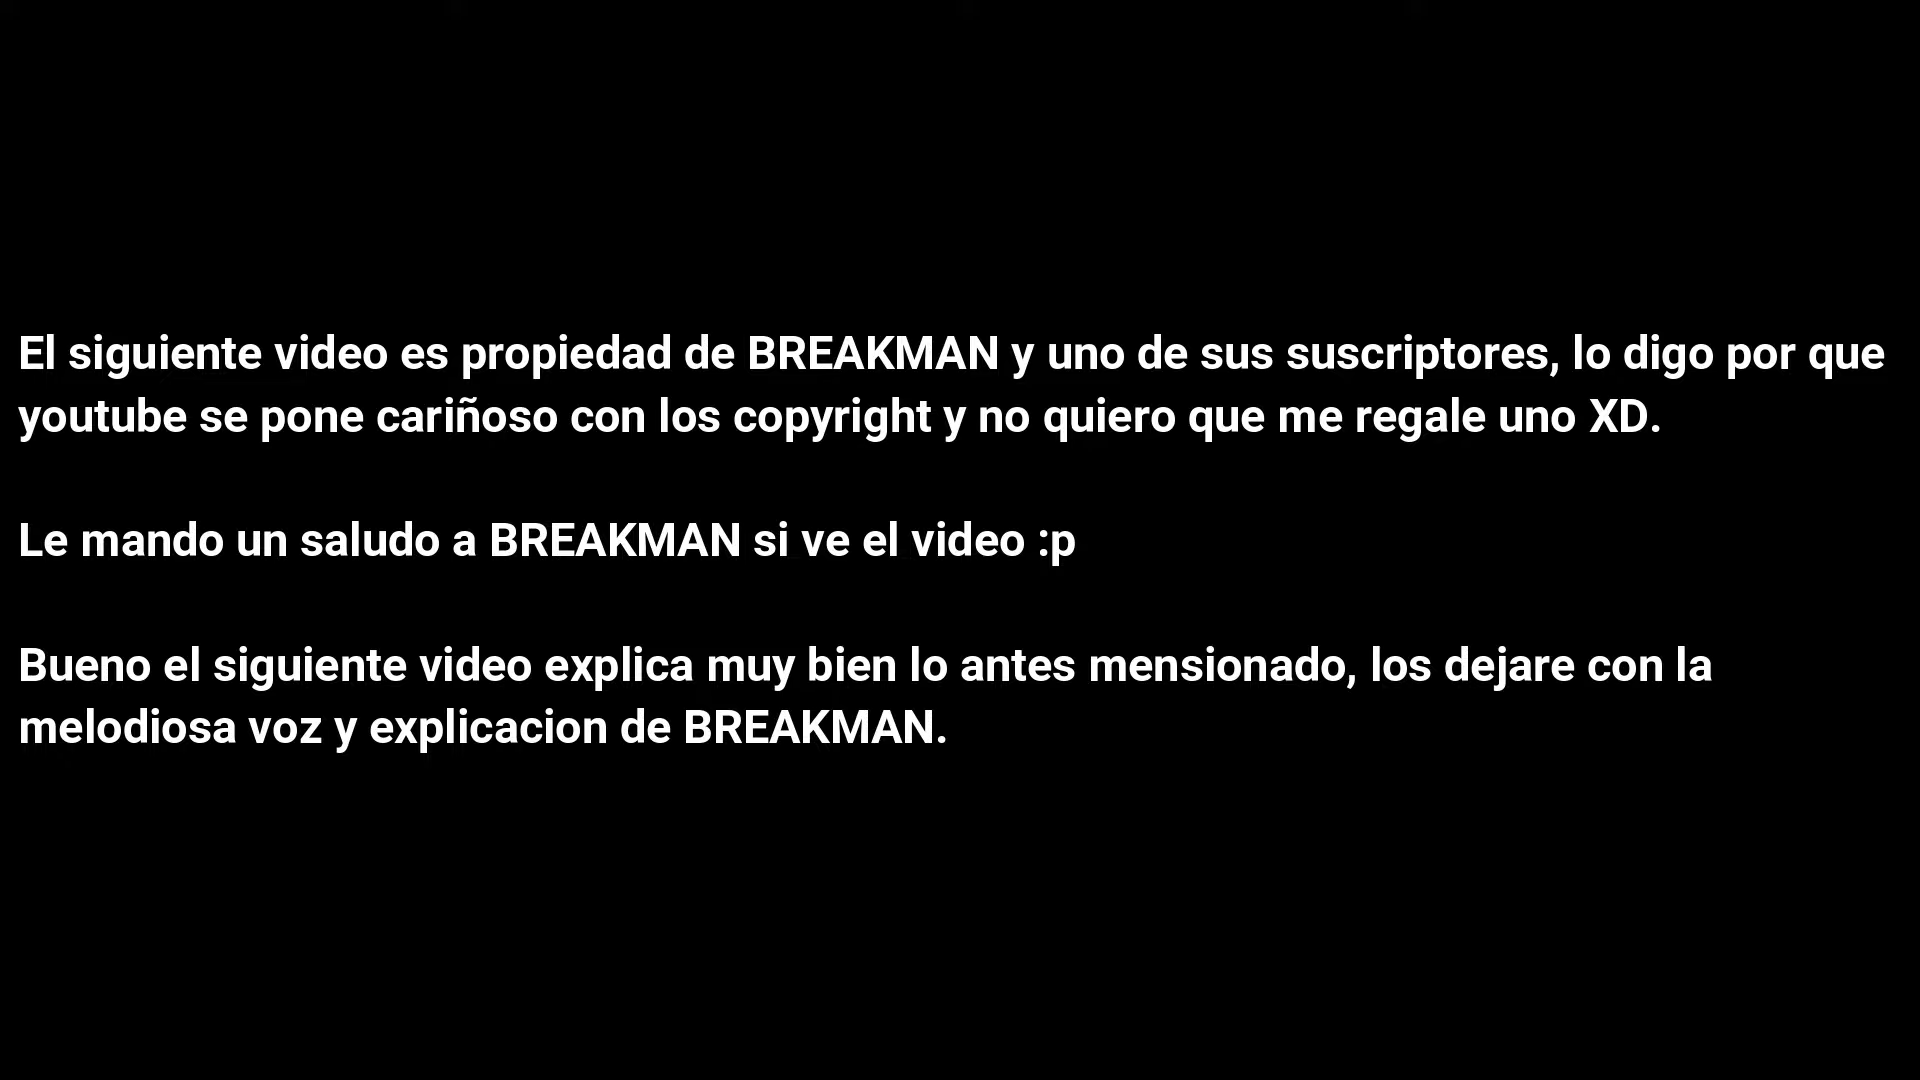 El siguiente video es propiedad de BREAKMAN y uno de sus suscriptores, lo digo por que
youtube se pone cariñoso con los copyright y no quiero que me regale uno XD.
Le mando un saludo a BREAKMAN si ve el video :p
Bueno el siguiente video explica muy bien lo antes mensionado, los dejare con la
melodiosa voz y explicacion de BREAKMAN.